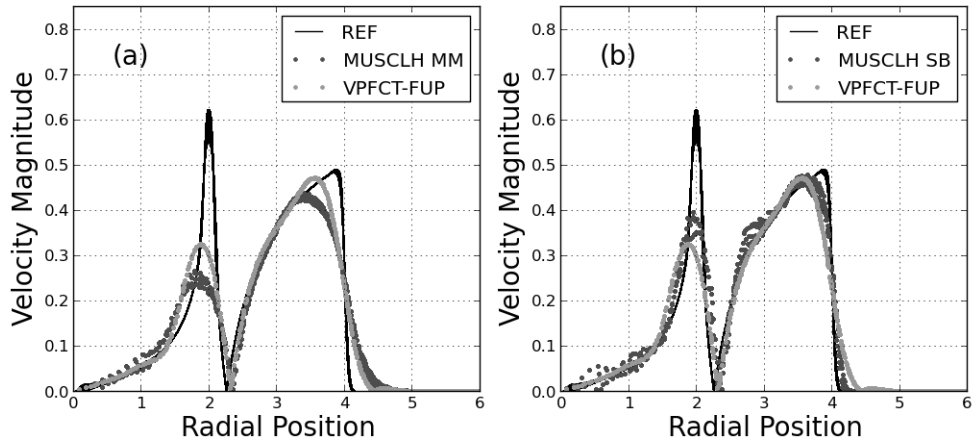 (a)
REF
MUSCLH MM
VPFCT-FUP
Velocity Magnitude
0.8
0.7
0.6
0.5
0.4
0.3
0.2
0.1
0.0
0 1 2 3 4 5 6
Radial Position
(b)
REF
MUSCLH SB
VPFCT-FUP
Velocity Magnitude
0.8
0.7
0.6
0.5
0.4
0.3
0.2
0.1
0.0
0 1 2 3 4 5 6
Radial Position